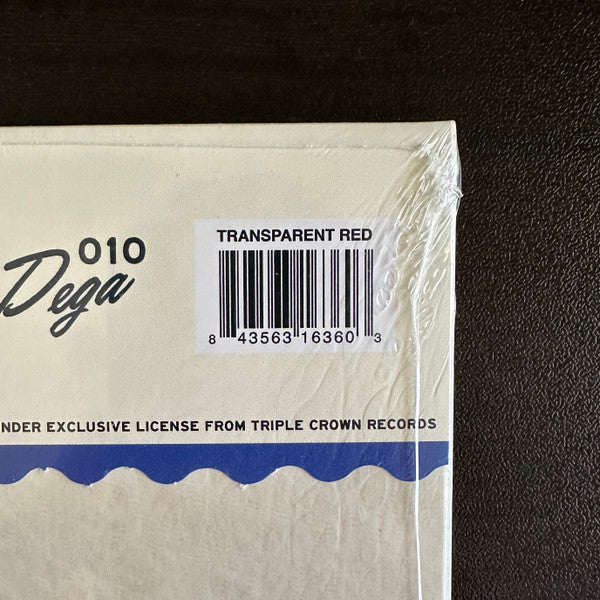 TRANSPARENT RED
010
Dega
8 43563 16360 3
NDER EXCLUSIVE LICENSE FROM TRIPLE CROWN RECORDS